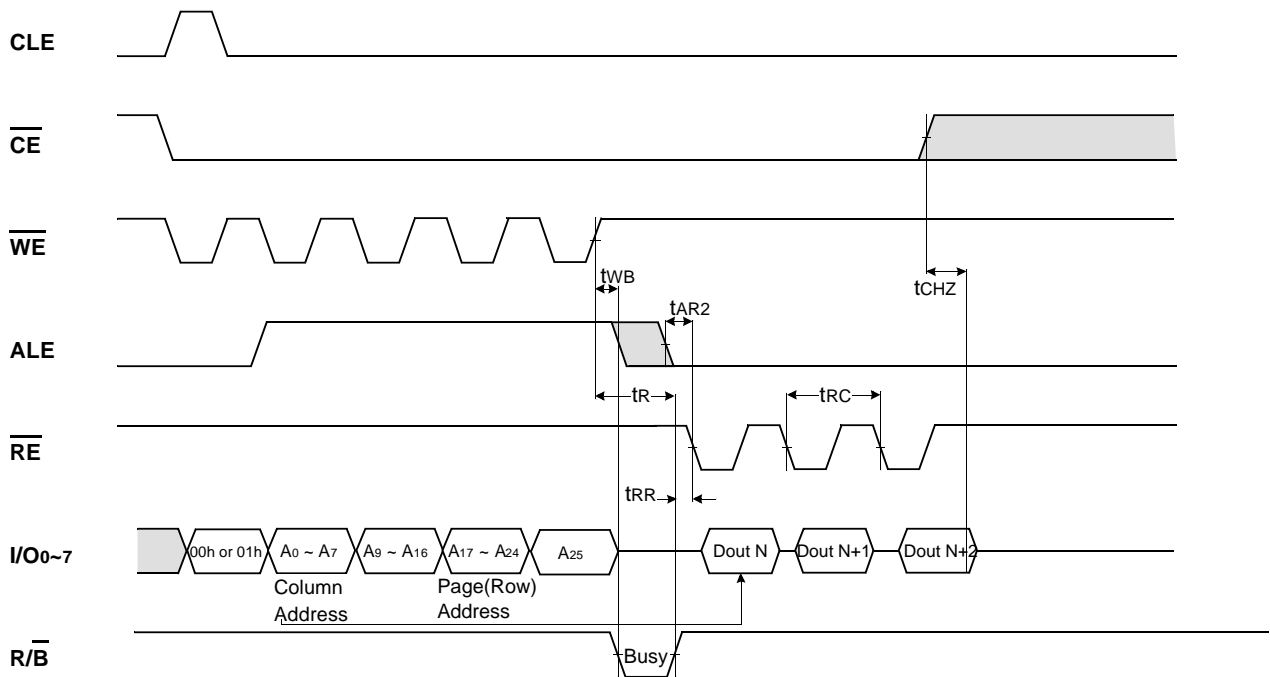 CLE
CE
WE
tWB
tCHZ
tAR2
ALE
tR
tRC
RE
tRR
I/O0~7
00h or 01h
A0 ~ A7
A9 ~ A16
A17 ~ A24
A25
Dout N
Dout N+1
Dout N+2
Column
Address
Page(Row)
Address
R/B
Busy